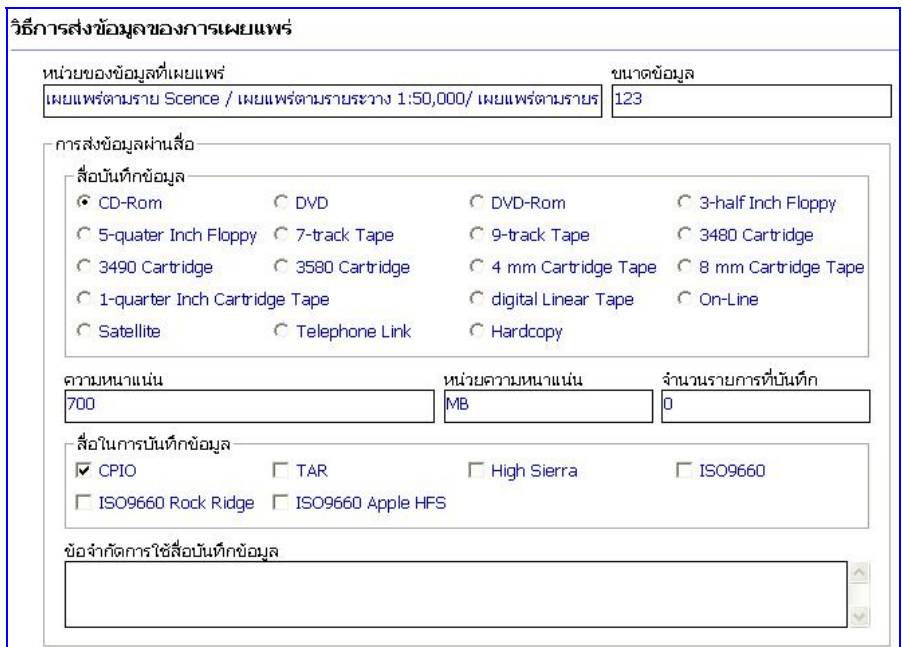 วิธีการส่งข้อมูลของการเผยแพร่
หน่วยของข้อมูลที่เผยแพร่ ขนาดข้อมูล
เผยแพร่ตามราย Scence / เผยแพร่ตามรายระวาง 1:50,000/ เผยแพร่ตามรายร 123
การส่งข้อมูลผ่านสื่อ
สื่อบันทึกข้อมูล
CD-Rom DVD DVD-Rom 3-half Inch Floppy
5-quater Inch Floppy 7-track Tape 9-track Tape 3480 Cartridge
3490 Cartridge 3580 Cartridge 4 mm Cartridge Tape 8 mm Cartridge Tape
1-quarter Inch Cartridge Tape digital Linear Tape On-Line
Satellite Telephone Link Hardcopy
ความหนาแน่น หน่วยความหนาแน่น จำนวนรายการที่บันทึก
700 MB 0
สื่อในการบันทึกข้อมูล
CPIO TAR High Sierra ISO9660
ISO9660 Rock Ridge ISO9660 Apple HFS
ข้อจำกัดการใช้สื่อบันทึกข้อมูล